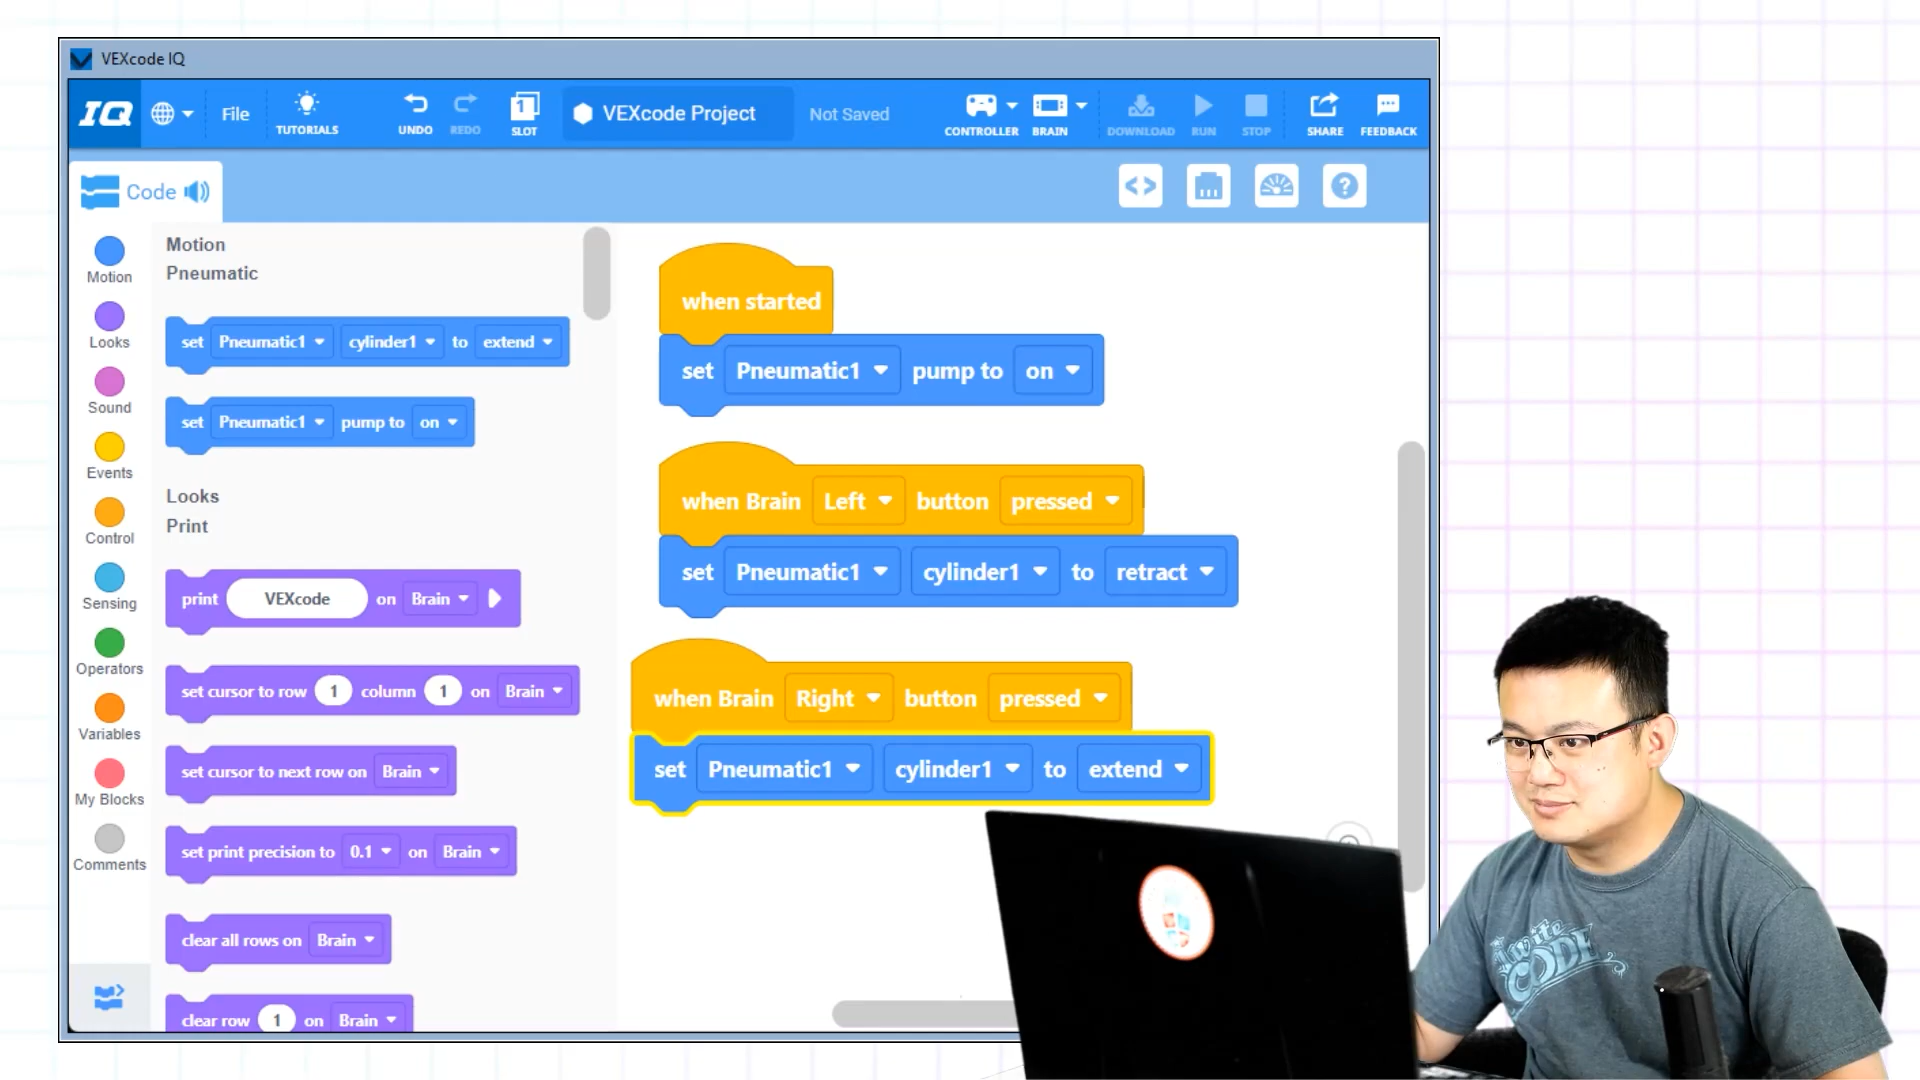 VEXcode IQ
IQ
File
TUTORIALS
UNDO
REDO
1
SLOT
VEXcode Project
Not Saved
CONTROLLER
BRAIN
DOWNLOAD
RUN
STOP
SHARE
FEEDBACK
Code
Motion
Looks
Sound
Events
Control
Sensing
Operators
Variables
My Blocks
Comments
Motion
Pneumatic
set Pneumatic1 cylinder1 to extend
set Pneumatic1 pump to on
Looks
Print
print VEXcode on Brain
set cursor to row 1 column 1 on Brain
set cursor to next row on Brain
set print precision to 0.1 on Brain
clear all rows on Brain
clear row 1 on Brain
when started
set Pneumatic1 pump to on
when Brain Left button pressed
set Pneumatic1 cylinder1 to retract
when Brain Right button pressed
set Pneumatic1 cylinder1 to extend
I write
CODE